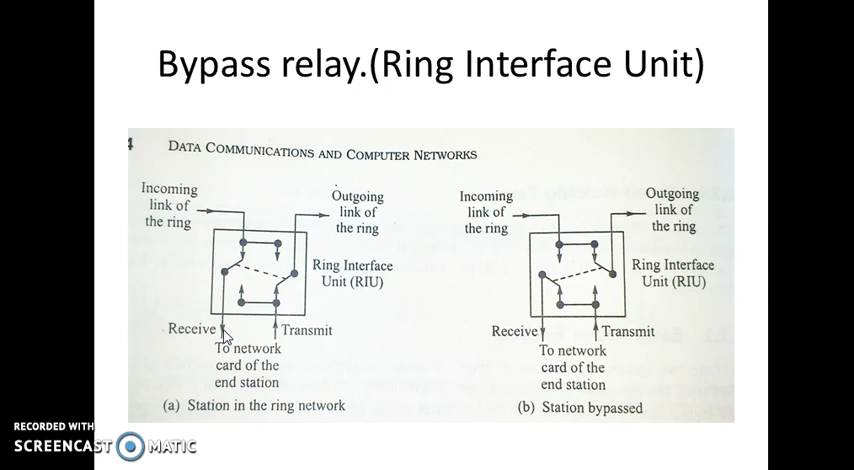 Bypass relay.(Ring Interface Unit)
4
DATA COMMUNICATIONS AND COMPUTER NETWORKS
Incoming
link of
the ring
Outgoing
link of
the ring
Ring Interface
Unit (RIU)
Receive
Transmit
To network
card of the
end station
(a) Station in the ring network
Incoming
link of
the ring
Outgoing
link of
the ring
Ring Interface
Unit (RIU)
Receive
Transmit
To network
card of the
end station
(b) Station bypassed
RECORDED WITH
SCREENCAST MATIC